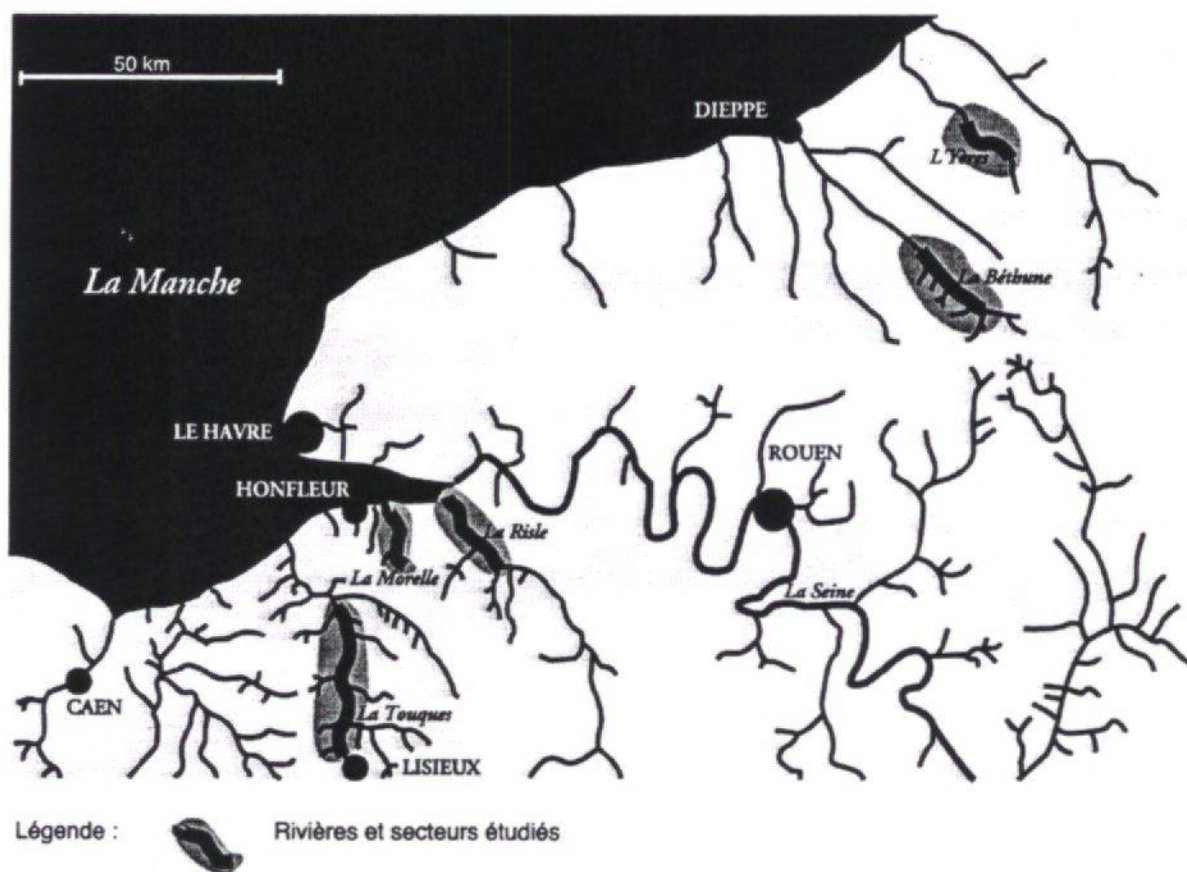 50 km
DIEPPE
L'Yères
La Béthune
La Manche
LE HAVRE
ROUEN
HONFLEUR
La Risle
La Morelle
La Seine
CAEN
La Touques
LISIEUX
Légende :
Rivières et secteurs étudiés